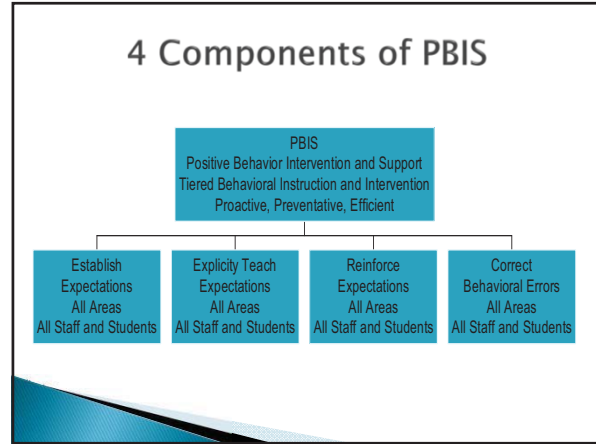 4 Components of PBIS
PBIS
Positive Behavior Intervention and Support
Tiered Behavioral Instruction and Intervention
Proactive, Preventative, Efficient
Establish
Expectations
All Areas
All Staff and Students
Explicity Teach
Expectations
All Areas
All Staff and Students
Reinforce
Expectations
All Areas
All Staff and Students
Correct
Behavioral Errors
All Areas
All Staff and Students